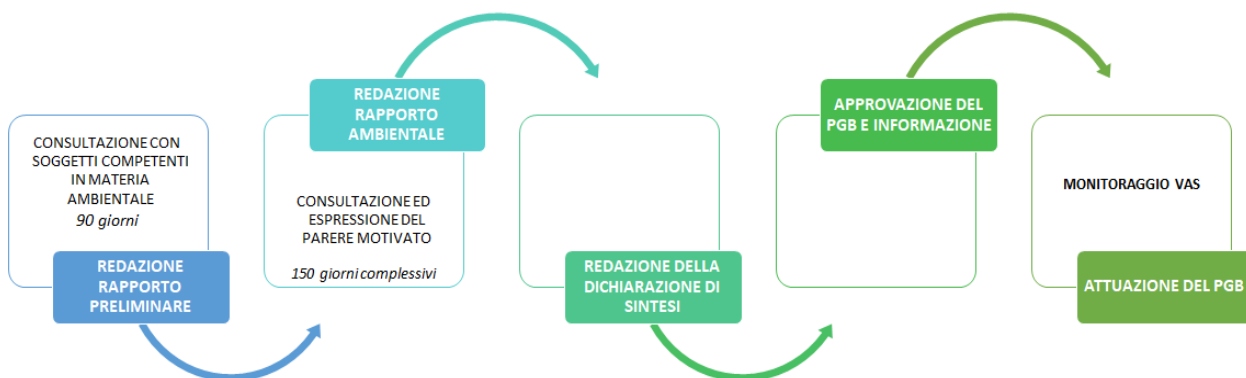 CONSULTAZIONE CON
SOGGETTI COMPETENTI
IN MATERIA
AMBIENTALE
90 giorni
REDAZIONE
RAPPORTO
PRELIMINARE
REDAZIONE
RAPPORTO
AMBIENTALE
CONSULTAZIONE ED
ESPRESSIONE DEL
PARERE MOTIVATO
150 giorni complessivi
REDAZIONE DELLA
DICHIARAZIONE DI
SINTESI
APPROVAZIONE DEL
PGB E INFORMAZIONE
MONITORAGGIO VAS
ATTUAZIONE DEL PGB